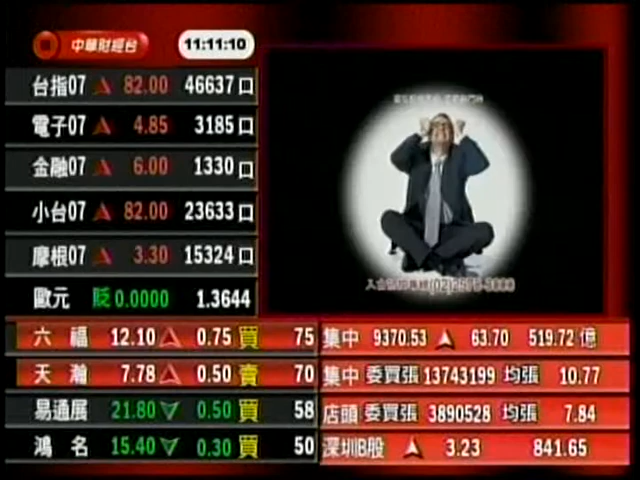 中華財經台 11:11:10
台指07 ▲ 82.00 46637口
電子07 ▲ 4.85 3185口
金融07 ▲ 6.00 1330口
小台07 ▲ 82.00 23633口
摩根07 ▲ 3.30 15324口
歐元 貶 0.0000 1.3644
入會諮詢專線(02)
六福 12.10 △ 0.75 買 75
天瀚 7.78 △ 0.50 賣 70
易通展 21.80 ▽ 0.50 買 58
鴻名 15.40 ▽ 0.30 買 50
集中 9370.53 ▲ 63.70 519.72 億
集中 委買張 13743199 均張 10.77
店頭 委買張 3890528 均張 7.84
深圳B股 ▲ 3.23 841.65